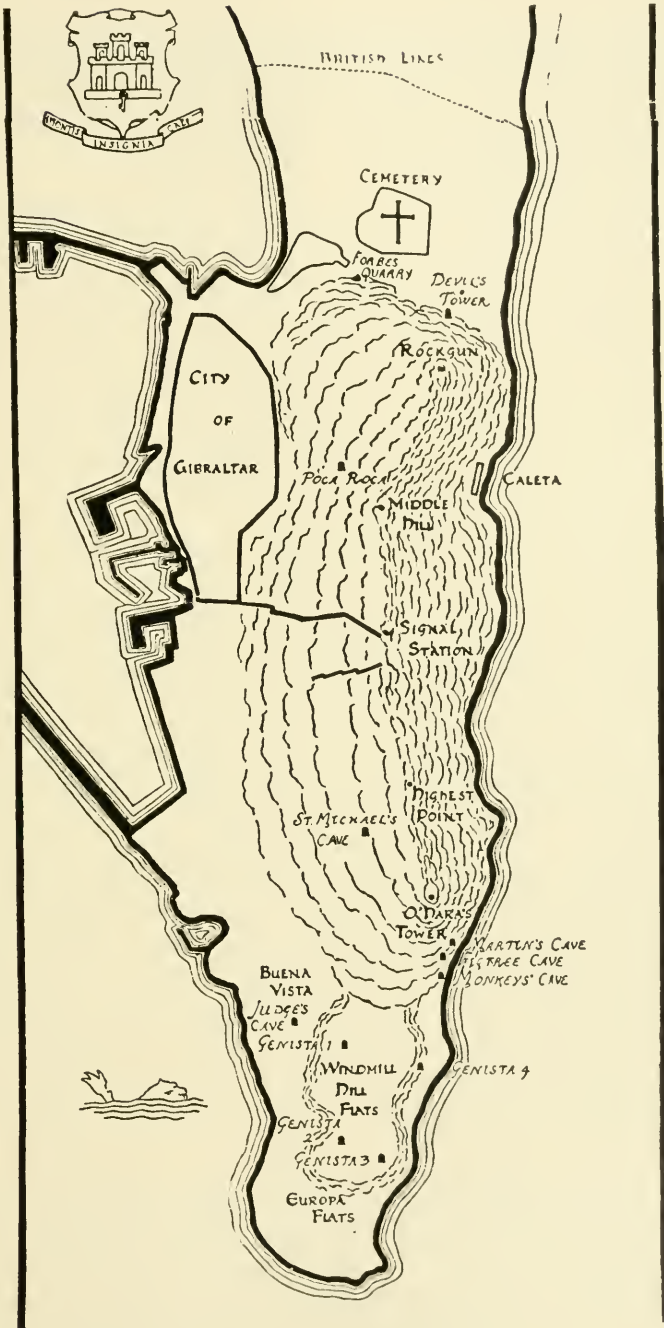 BRITISH LINES
MONTIS
INSIGNIA
CALPE
CEMETERY
FORBES
QUARRY
DEVIL'S
TOWER
ROCKGUN
CITY
OF
GIBRALTAR
POCA ROCA
CALETA
MIDDLE
HILL
SIGNAL
STATION
HIGHEST
POINT
ST. MICHAEL'S
CAVE
O'HARA'S
TOWER
MARTIN'S CAVE
FIGTREE CAVE
MONKEYS' CAVE
BUENA
VISTA
JUDGE'S
CAVE
GENISTA 1
WINDMILL
HILL
FLATS
GENISTA 4
GENISTA
2
GENISTA 3
EUROPA
FLATS